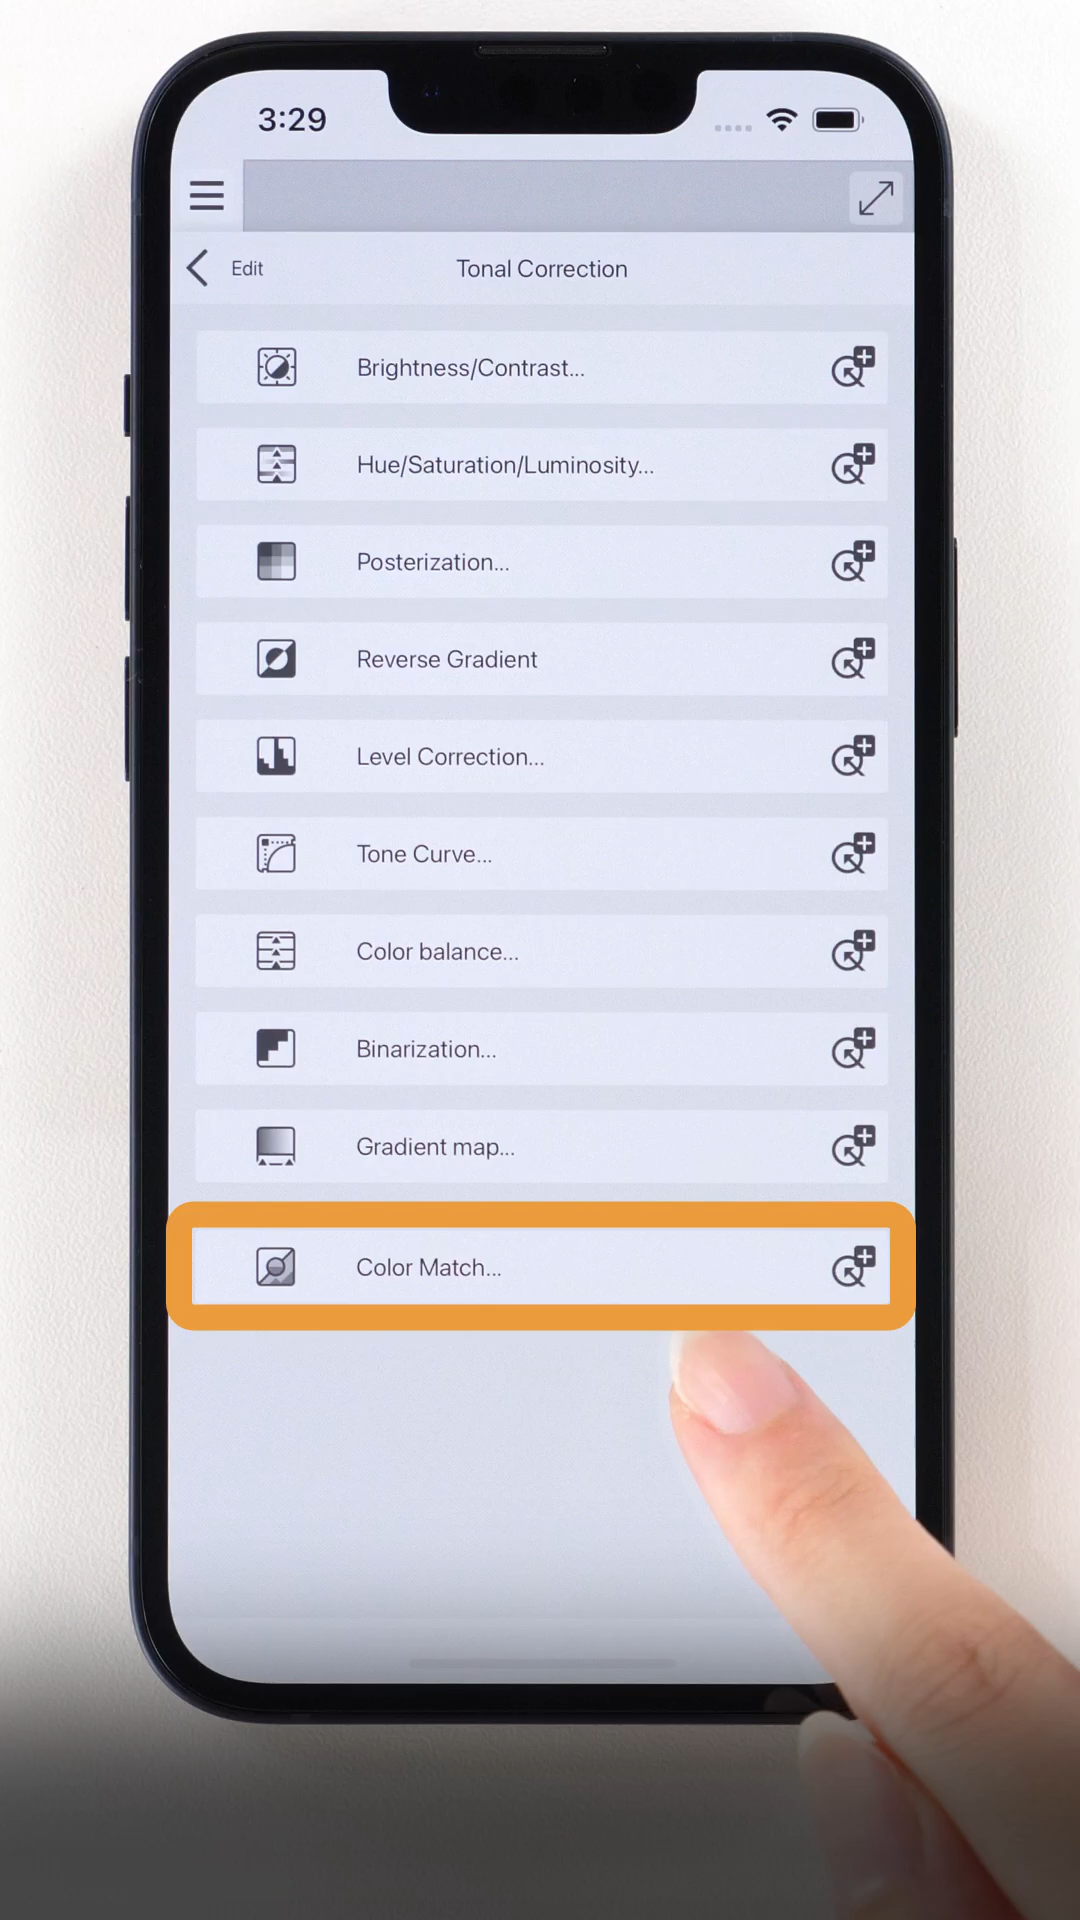 3:29
Edit
Tonal Correction
Brightness/Contrast...
Hue/Saturation/Luminosity...
Posterization...
Reverse Gradient
Level Correction...
Tone Curve...
Color balance...
Binarization...
Gradient map...
Color Match...